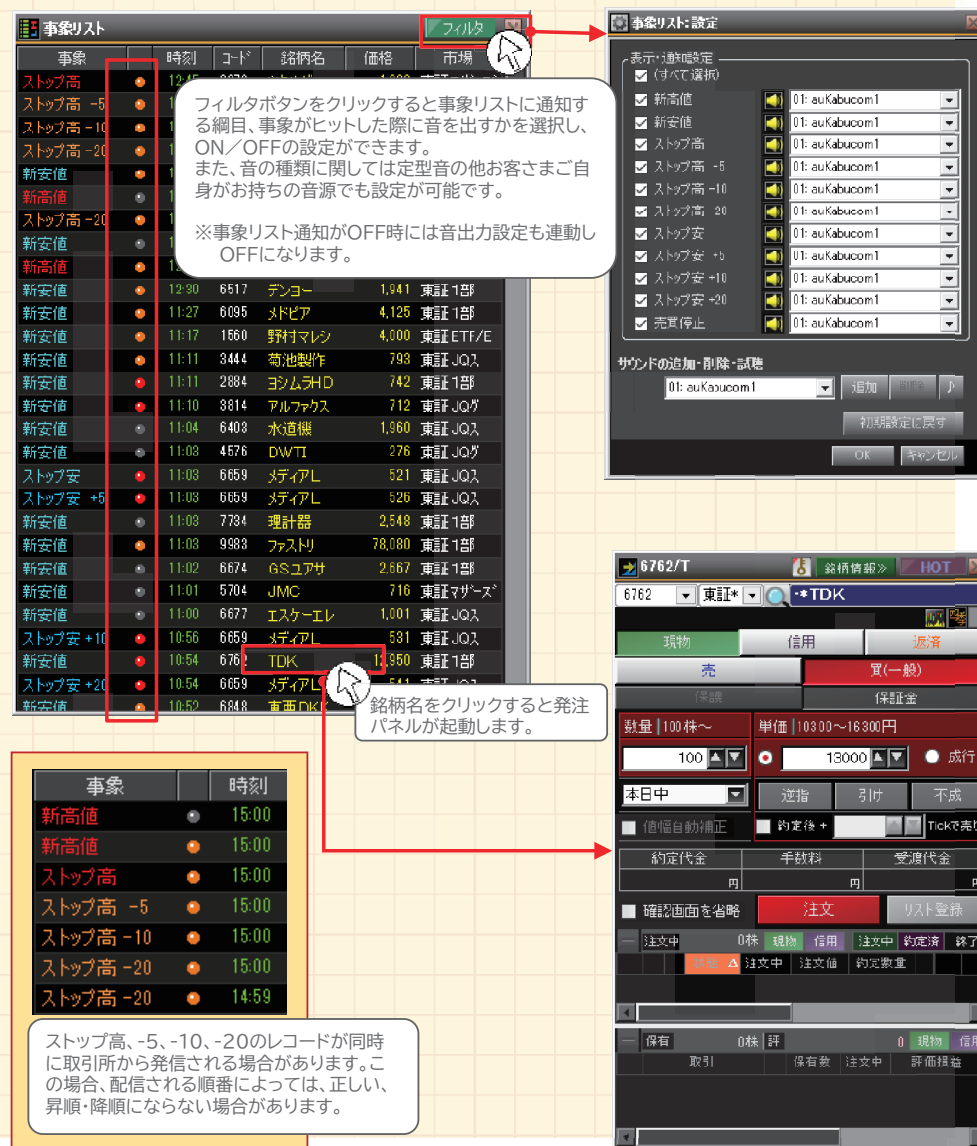 事象リスト
フィルタ
事象 時刻 コード 銘柄名 価格 市場
ストップ高
ストップ高 -5
ストップ高 -10
ストップ高 -20
新安値
新高値
ストップ高 -20
新安値
新高値
フィルタボタンをクリックすると事象リストに通知す
る綱目、事象がヒットした際に音を出すかを選択し、
ON／OFFの設定ができます。
また、音の種類に関しては定型音の他お客さまご自
身がお持ちの音源でも設定が可能です。
※事象リスト通知がOFF時には音出力設定も連動し
OFFになります。
新安値 12:30 6517 デンヨー 1,941 東証1部
新安値 11:27 6095 メドピア 4,125 東証1部
新安値 11:17 1560 野村マレシ 4,000 東証ETF/E
新安値 11:11 3444 菊池製作 793 東証JQス
新安値 11:11 2884 ヨシムラHD 742 東証1部
新安値 11:10 3814 アルファクス 712 東証JQグ
新安値 11:04 6403 水道機 1,960 東証JQス
新安値 11:03 4576 DWTI 276 東証JQグ
ストップ安 11:03 6659 メディアL 521 東証JQス
ストップ安 +5 11:03 6659 メディアL 526 東証JQス
新安値 11:03 7734 理計器 2,548 東証1部
新安値 11:03 9983 ファストリ 78,080 東証1部
新安値 11:02 6674 GSユアサ 2,667 東証1部
新安値 11:01 5704 JMC 716 東証マザーズ
新安値 11:00 6677 エスケーエレ 1,001 東証JQス
ストップ安 +10 10:56 6659 メディアL 531 東証JQス
新安値 10:54 6762 TDK 12,950 東証1部
ストップ安 +20 10:54 6659 メディアL
新安値 10:52 6848 東亜DK
銘柄名をクリックすると発注
パネルが起動します。
事象リスト:設定
表示・通知設定
(すべて選択)
新高値 01: auKabucom1
新安値 01: auKabucom1
ストップ高 01: auKabucom1
ストップ高 -5 01: auKabucom1
ストップ高 -10 01: auKabucom1
ストップ高 -20 01: auKabucom1
ストップ安 01: auKabucom1
ストップ安 +5 01: auKabucom1
ストップ安 +10 01: auKabucom1
ストップ安 +20 01: auKabucom1
売買停止 01: auKabucom1
サウンドの追加・削除・試聴
01: auKabucom1 追加 削除 ♪
初期設定に戻す
OK キャンセル
6762/T 銘柄情報≫ HOT
6762 東証* ・*TDK
現物 信用 返済
売 買(一般)
保護 保証金
数量 100株～ 単価 10300～16300円
100 13000 成行
本日中 逆指 引け 不成
値幅自動補正 約定後 + Tickで売り
約定代金 手数料 受渡代金
円 円 円
確認画面を省略 注文 リスト登録
注文中 0株 現物 信用 注文中 約定済 終了
注文中 注文値 約定数量
保有 0株 評 0 現物 信用
取引 保有数 注文中 評価損益
事象 時刻
新高値 15:00
新高値 15:00
ストップ高 15:00
ストップ高 -5 15:00
ストップ高 -10 15:00
ストップ高 -20 15:00
ストップ高 -20 14:59
ストップ高、-5、-10、-20のレコードが同時
に取引所から発信される場合があります。こ
の場合、配信される順番によっては、正しい、
昇順・降順にならない場合があります。